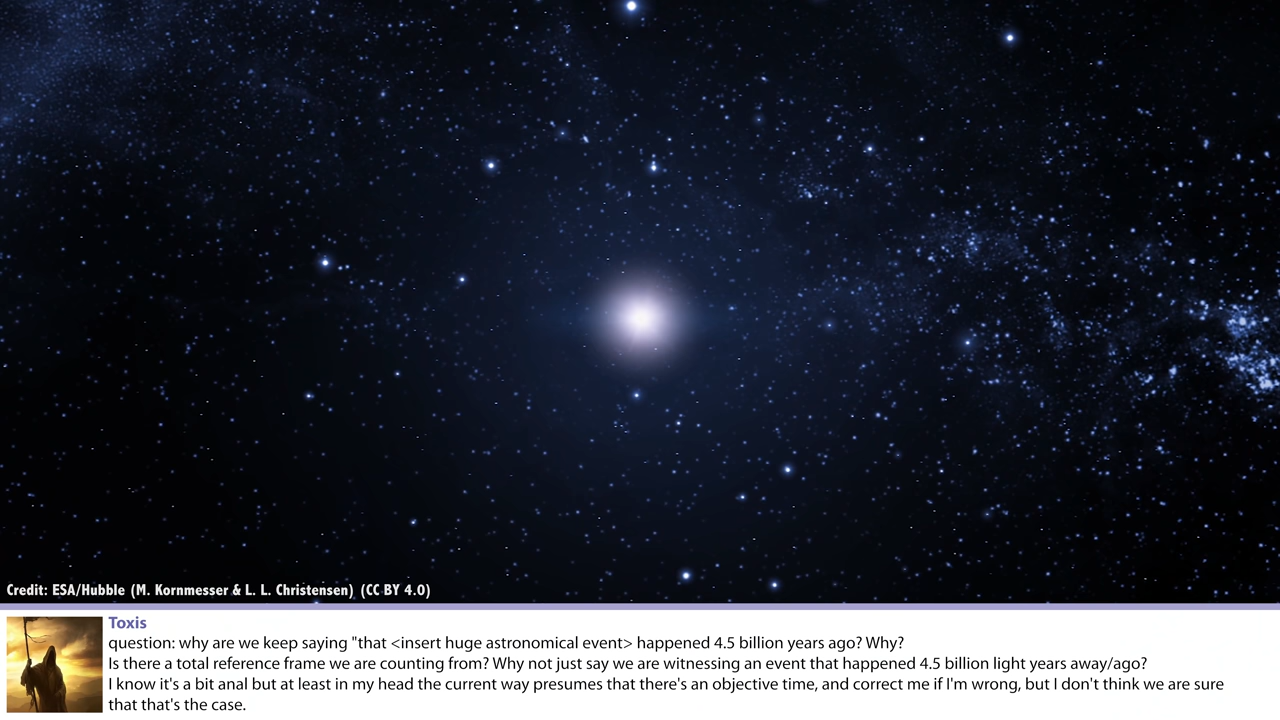 Credit: ESA/Hubble (M. Kornmesser & L. L. Christensen) (CC BY 4.0)
Toxis
question: why are we keep saying "that <insert huge astronomical event> happened 4.5 billion years ago? Why?
Is there a total reference frame we are counting from? Why not just say we are witnessing an event that happened 4.5 billion light years away/ago?
I know it's a bit anal but at least in my head the current way presumes that there's an objective time, and correct me if I'm wrong, but I don't think we are sure
that that's the case.